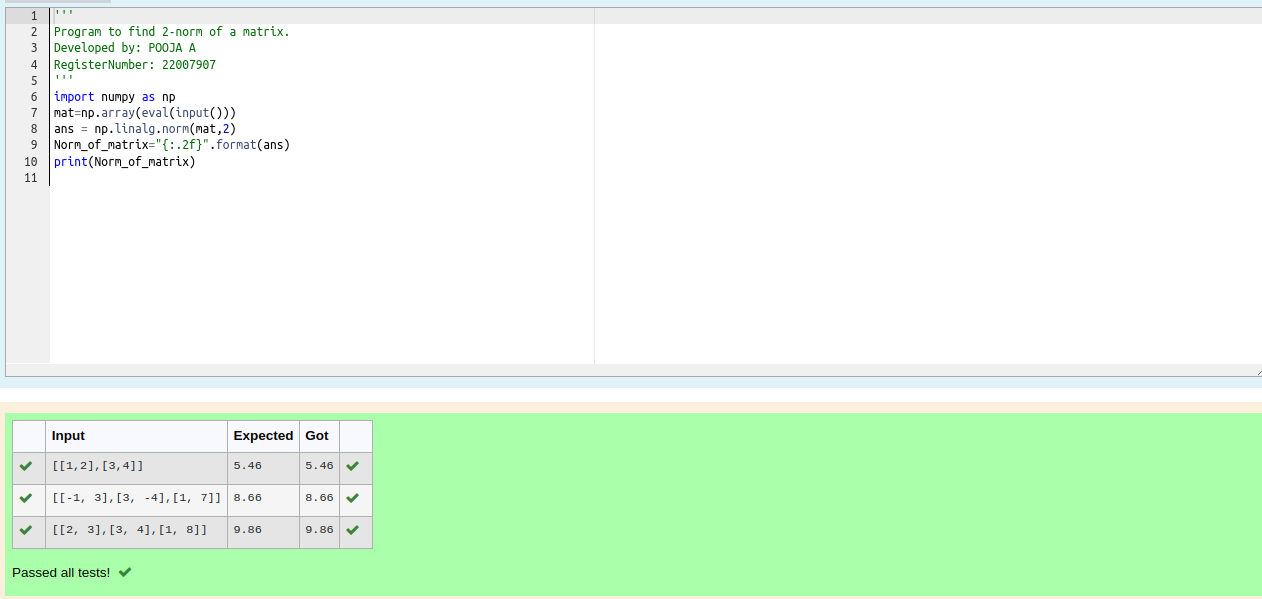 1 '''
2 Program to find 2-norm of a matrix.
3 Developed by: POOJA A
4 RegisterNumber: 22007907
5 '''
6 import numpy as np
7 mat=np.array(eval(input()))
8 ans = np.linalg.norm(mat,2)
9 Norm_of_matrix="{:.2f}".format(ans)
10 print(Norm_of_matrix)
11
Input Expected Got
[[1,2],[3,4]] 5.46 5.46
[[-1, 3],[3, -4],[1, 7]] 8.66 8.66
[[2, 3],[3, 4],[1, 8]] 9.86 9.86
Passed all tests!